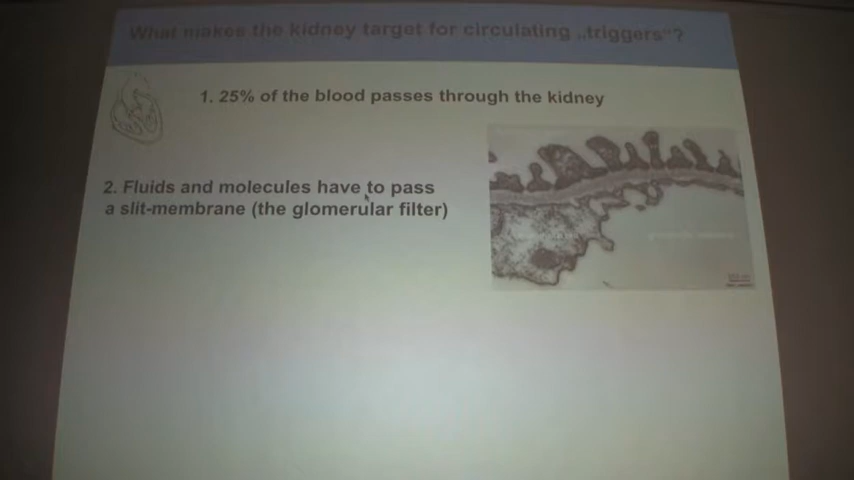 What makes the kidney target for circulating „triggers“?
1. 25% of the blood passes through the kidney
2. Fluids and molecules have to pass
a slit-membrane (the glomerular filter)